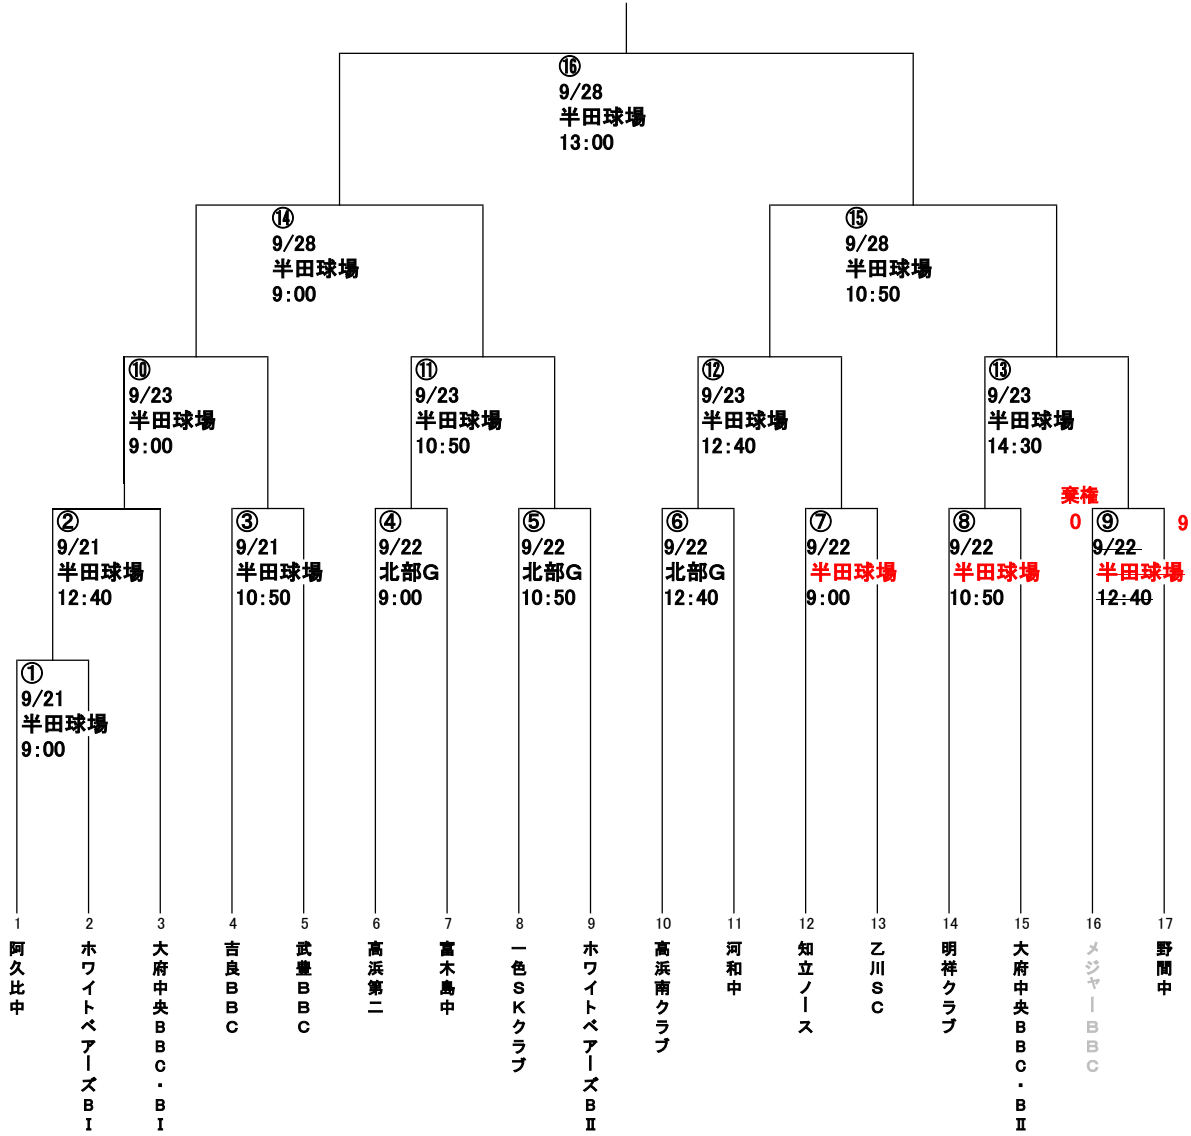 ⑯
9/28
半田球場
13:00
⑭
9/28
半田球場
9:00
⑮
9/28
半田球場
10:50
⑩
9/23
半田球場
9:00
⑪
9/23
半田球場
10:50
⑫
9/23
半田球場
12:40
⑬
9/23
半田球場
14:30
②
9/21
半田球場
12:40
③
9/21
半田球場
10:50
④
9/22
北部G
9:00
⑤
9/22
北部G
10:50
⑥
9/22
北部G
12:40
⑦
9/22
半田球場
9:00
⑧
9/22
半田球場
10:50
棄権
0
⑨
9
9/22
半田球場
12:40
①
9/21
半田球場
9:00
1
阿久比中
2
ホワイトベアーズBⅠ
3
大府中央BBC・BⅠ
4
吉良BBC
5
武豊BBC
6
高浜第二
7
富木島中
8
一色SKクラブ
9
ホワイトベアーズBⅡ
10
高浜南クラブ
11
河和中
12
知立ノース
13
乙川SC
14
明祥クラブ
15
大府中央BBC・BⅡ
16
メジャーBBC
17
野間中